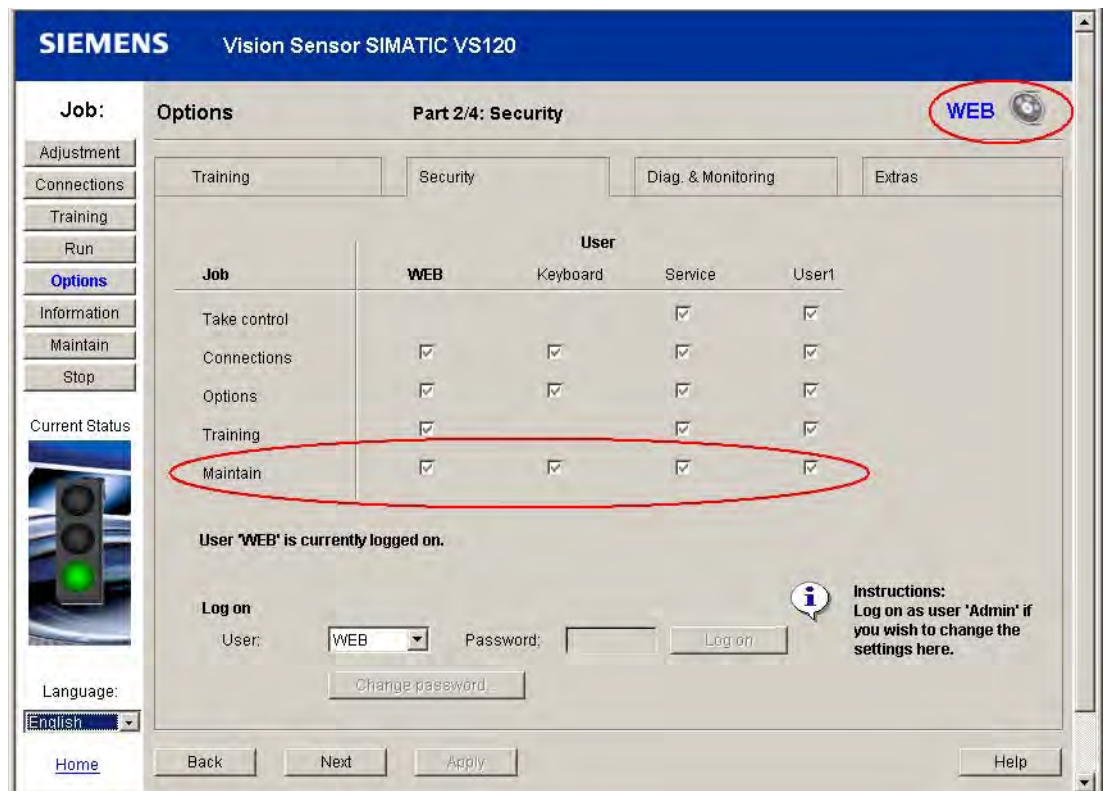 SIEMENS Vision Sensor SIMATIC VS120
Job:
Adjustment
Connections
Training
Run
Options
Information
Maintain
Stop
Current Status
Language:
English
Home
Options Part 2/4: Security WEB
Training Security Diag. & Monitoring Extras
User
Job WEB Keyboard Service User1
Take control
Connections
Options
Training
Maintain
User 'WEB' is currently logged on.
Log on
User: WEB Password: Log on
Change password...
Instructions:
Log on as user 'Admin' if
you wish to change the
settings here.
Back Next Apply Help